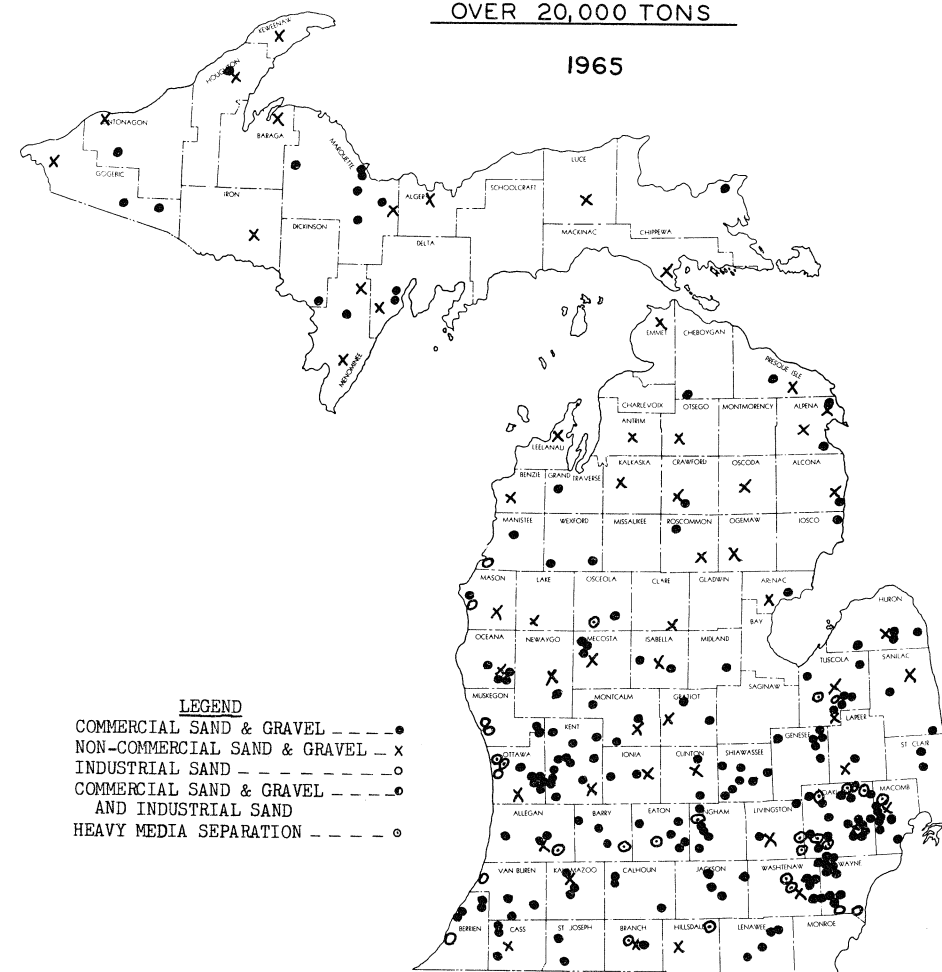 OVER 20,000 TONS
1965
KEWEENAW
HOUGHTON
ONTONAGON
BARAGA
MARQUETTE
LUCE
GOGEBIC
IRON
ALGER
SCHOOLCRAFT
DICKINSON
MACKINAC CHIPPEWA
DELTA
MENOMINEE
EMMET CHEBOYGAN
PRESQUE ISLE
CHARLEVOIX OTSEGO MONTMORENCY ALPENA
ANTRIM
LEELANAU
KALKASKA CRAWFORD OSCODA ALCONA
BENZIE GRAND TRAVERSE
MANISTEE WEXFORD MISSAUKEE ROSCOMMON OGEMAW IOSCO
MASON LAKE OSCEOLA CLARE GLADWIN ARENAC
HURON
BAY
OCEANA NEWAYGO MECOSTA ISABELLA MIDLAND
TUSCOLA SANILAC
SAGINAW
MUSKEGON MONTCALM GRATIOT
LEGEND
COMMERCIAL SAND & GRAVEL
NON-COMMERCIAL SAND & GRAVEL X
INDUSTRIAL SAND
COMMERCIAL SAND & GRAVEL
AND INDUSTRIAL SAND
HEAVY MEDIA SEPARATION
LAPEER
KENT GENESEE
ST CLAIR
OTTAWA IONIA CLINTON SHIAWASSEE
MACOMB
ALLEGAN BARRY EATON INGHAM LIVINGSTON
VAN BUREN KALAMAZOO CALHOUN JACKSON WASHTENAW WAYNE
BERRIEN CASS ST JOSEPH BRANCH HILLSDALE LENAWEE MONROE